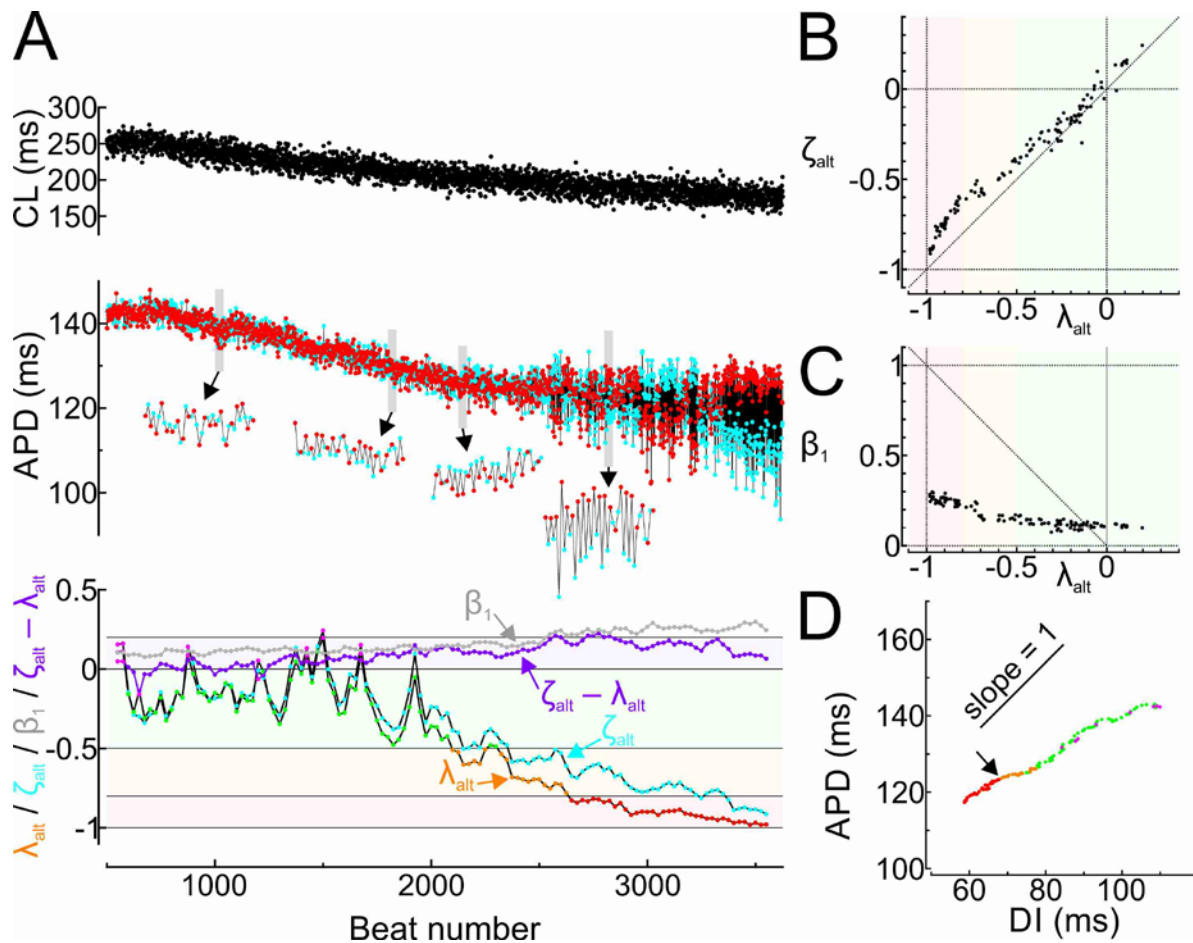 A
CL (ms)
300
250
200
150
APD (ms)
140
120
100
λalt / ζalt / β1 / ζalt − λalt
0.5
0
-0.5
-1
β1
ζalt − λalt
ζalt
λalt
1000
2000
3000
Beat number
B
ζalt
0
-0.5
-1
-1
-0.5
0
λalt
C
β1
1
0.5
0
-1
-0.5
0
λalt
D
APD (ms)
160
140
120
100
slope = 1
60
80
100
DI (ms)